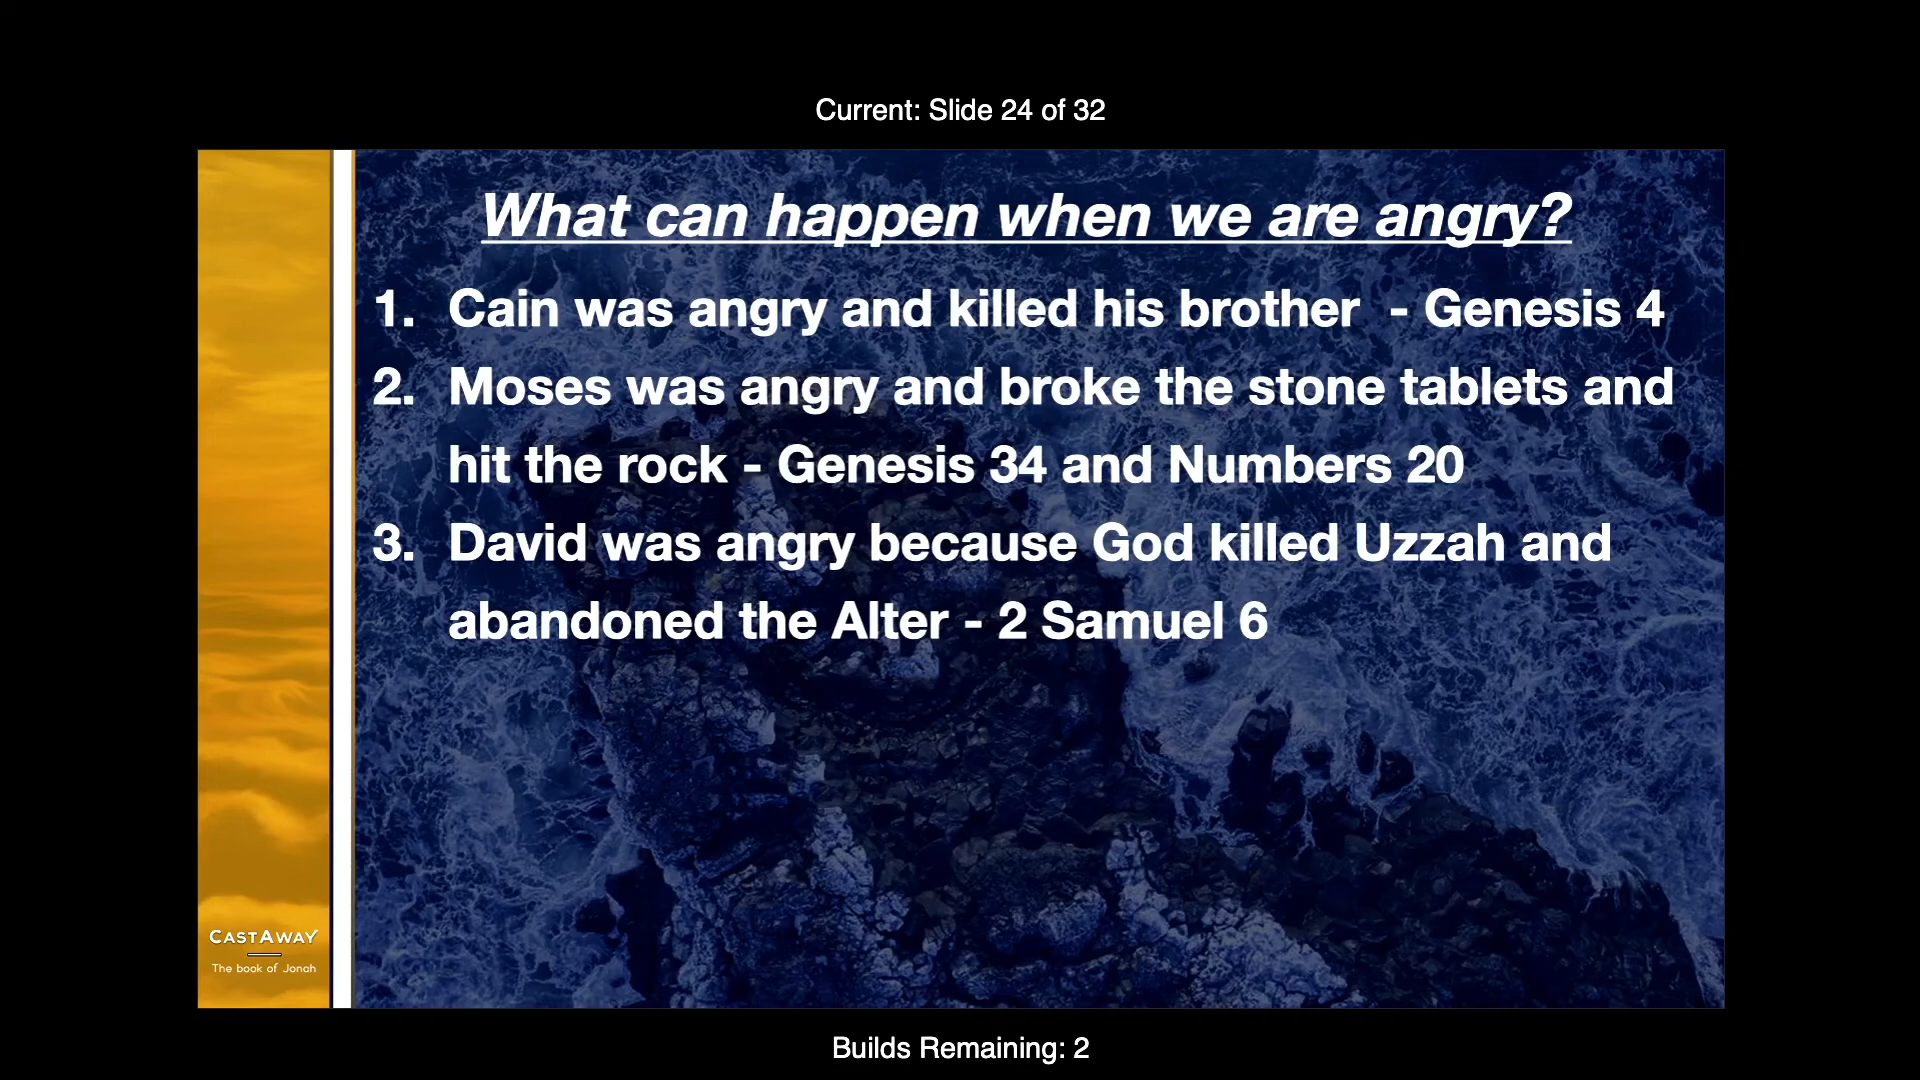 Current: Slide 24 of 32
What can happen when we are angry?
1. Cain was angry and killed his brother  - Genesis 4
2. Moses was angry and broke the stone tablets and
hit the rock - Genesis 34 and Numbers 20
3. David was angry because God killed Uzzah and
abandoned the Alter - 2 Samuel 6
CASTAWAY
The book of Jonah
Builds Remaining: 2